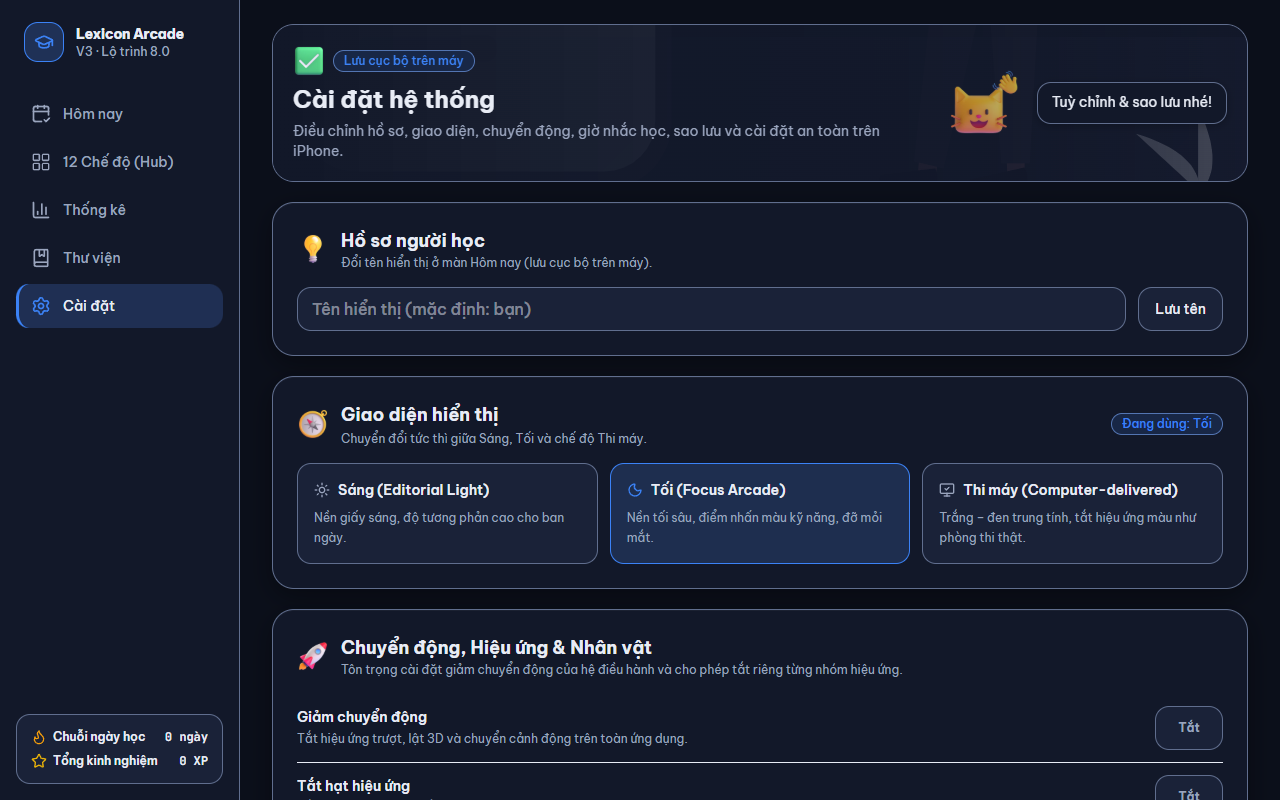 Lexicon Arcade
V3 · Lộ trình 8.0
Hôm nay
12 Chế độ (Hub)
Thống kê
Thư viện
Cài đặt
Chuỗi ngày học 0 ngày
Tổng kinh nghiệm 0 XP
Lưu cục bộ trên máy
Cài đặt hệ thống
Điều chỉnh hồ sơ, giao diện, chuyển động, giờ nhắc học, sao lưu và cài đặt an toàn trên
iPhone.
Tuỳ chỉnh & sao lưu nhé!
Hồ sơ người học
Đổi tên hiển thị ở màn Hôm nay (lưu cục bộ trên máy).
Tên hiển thị (mặc định: bạn)
Lưu tên
Giao diện hiển thị
Chuyển đổi tức thì giữa Sáng, Tối và chế độ Thi máy.
Đang dùng: Tối
Sáng (Editorial Light)
Nền giấy sáng, độ tương phản cao cho ban
ngày.
Tối (Focus Arcade)
Nền tối sâu, điểm nhấn màu kỹ năng, đỡ mỏi
mắt.
Thi máy (Computer-delivered)
Trắng – đen trung tính, tắt hiệu ứng màu như
phòng thi thật.
Chuyển động, Hiệu ứng & Nhân vật
Tôn trọng cài đặt giảm chuyển động của hệ điều hành và cho phép tắt riêng từng nhóm hiệu ứng.
Giảm chuyển động
Tắt hiệu ứng trượt, lật 3D và chuyển cảnh động trên toàn ứng dụng.
Tắt
Tắt hạt hiệu ứng
Tắt